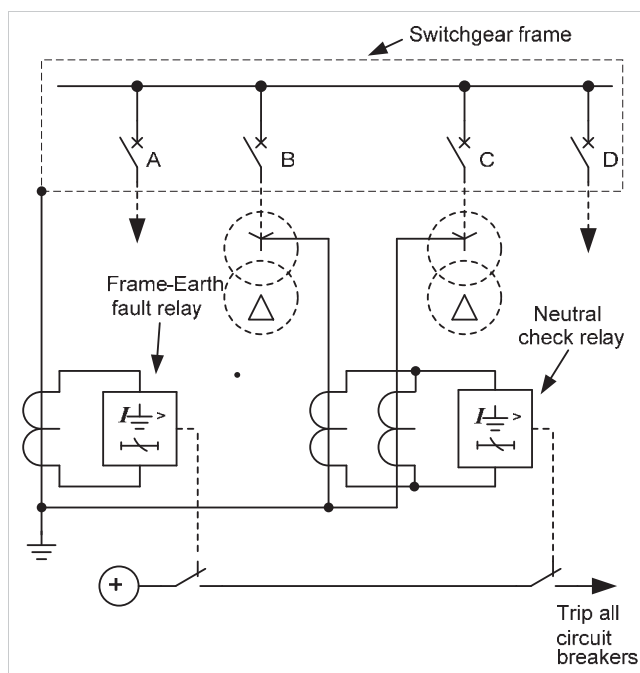 Switchgear frame
A
B
C
D
Frame-Earth
fault relay
Neutral
check relay
I >
I >
+
Trip all
circuit
breakers